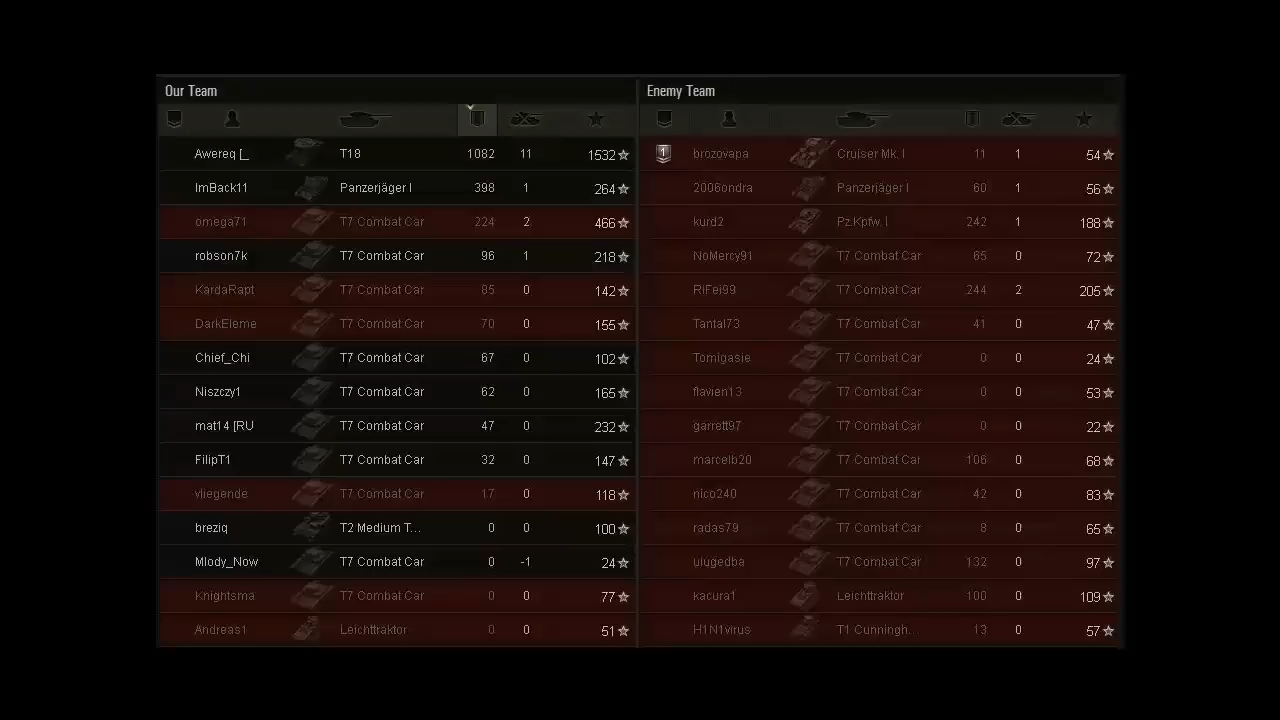 Our Team
Awereq [_ T18 1082 11 1532
ImBack11 Panzerjäger I 398 1 264
omega71 T7 Combat Car 224 2 466
robson7k T7 Combat Car 96 1 218
KardaRapt T7 Combat Car 85 0 142
DarkEleme T7 Combat Car 70 0 155
Chief_Chi T7 Combat Car 67 0 102
Niszczy1 T7 Combat Car 62 0 165
mat14 [RU T7 Combat Car 47 0 232
FilipT1 T7 Combat Car 32 0 147
vliegende T7 Combat Car 17 0 118
breziq T2 Medium T... 0 0 100
Mlody_Now T7 Combat Car 0 -1 24
Knightsma T7 Combat Car 0 0 77
Andreas1 Leichttraktor 0 0 51
Enemy Team
1 brozovapa Cruiser Mk. I 11 1 54
2006ondra Panzerjäger I 60 1 56
kurd2 Pz.Kpfw. I 242 1 188
NoMercy91 T7 Combat Car 65 0 72
RiFei99 T7 Combat Car 244 2 205
Tantal73 T7 Combat Car 41 0 47
Tomigasie T7 Combat Car 0 0 24
flavien13 T7 Combat Car 0 0 53
garrett97 T7 Combat Car 0 0 22
marcelb20 T7 Combat Car 106 0 68
nico240 T7 Combat Car 42 0 83
radas79 T7 Combat Car 8 0 65
ulugedba T7 Combat Car 132 0 97
kacura1 Leichttraktor 100 0 109
H1N1virus T1 Cunningh... 13 0 57